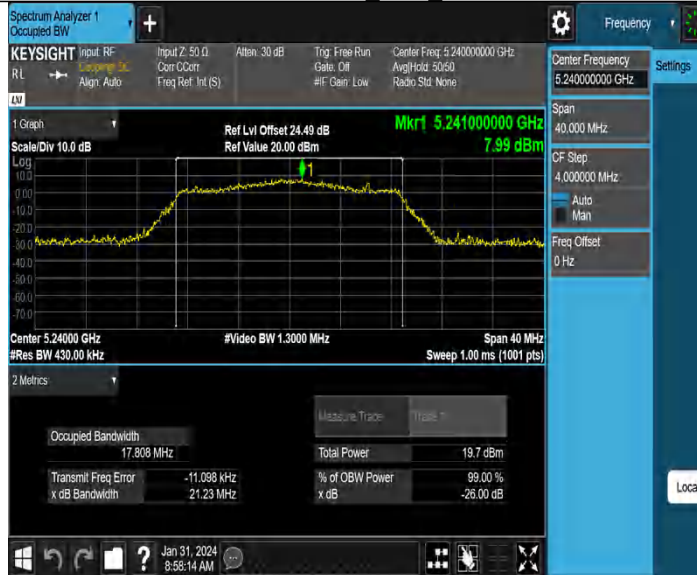 Spectrum Analyzer 1
Occupied BW
+
Frequency
KEYSIGHT
RL
Input: RF
Coupling: DC
Align: Auto
Input Z: 50 Ω
Corr CCorr
Freq Ref: Int (S)
Atten: 30 dB
Trig: Free Run
Gate: Off
#IF Gain: Low
Center Freq: 5.240000000 GHz
Avg|Hold: 50/50
Radio Std: None
LXI
1 Graph
Scale/Div 10.0 dB
Ref Lvl Offset 24.49 dB
Ref Value 20.00 dBm
Mkr1 5.241000000 GHz
7.99 dBm
Log
10.0
0.00
-10.0
-20.0
-30.0
-40.0
-50.0
-60.0
-70.0
1
Center 5.24000 GHz
#Res BW 430.00 kHz
#Video BW 1.3000 MHz
Span 40 MHz
Sweep 1.00 ms (1001 pts)
2 Metrics
Measure Trace
Trace 1
Occupied Bandwidth
17.808 MHz
Total Power 19.7 dBm
Transmit Freq Error -11.098 kHz
% of OBW Power 99.00 %
x dB Bandwidth 21.23 MHz
x dB -26.00 dB
Center Frequency
5.240000000 GHz
Settings
Span
40.000 MHz
CF Step
4.000000 MHz
Auto
Man
Freq Offset
0 Hz
Loca
?
Jan 31, 2024
8:58:14 AM